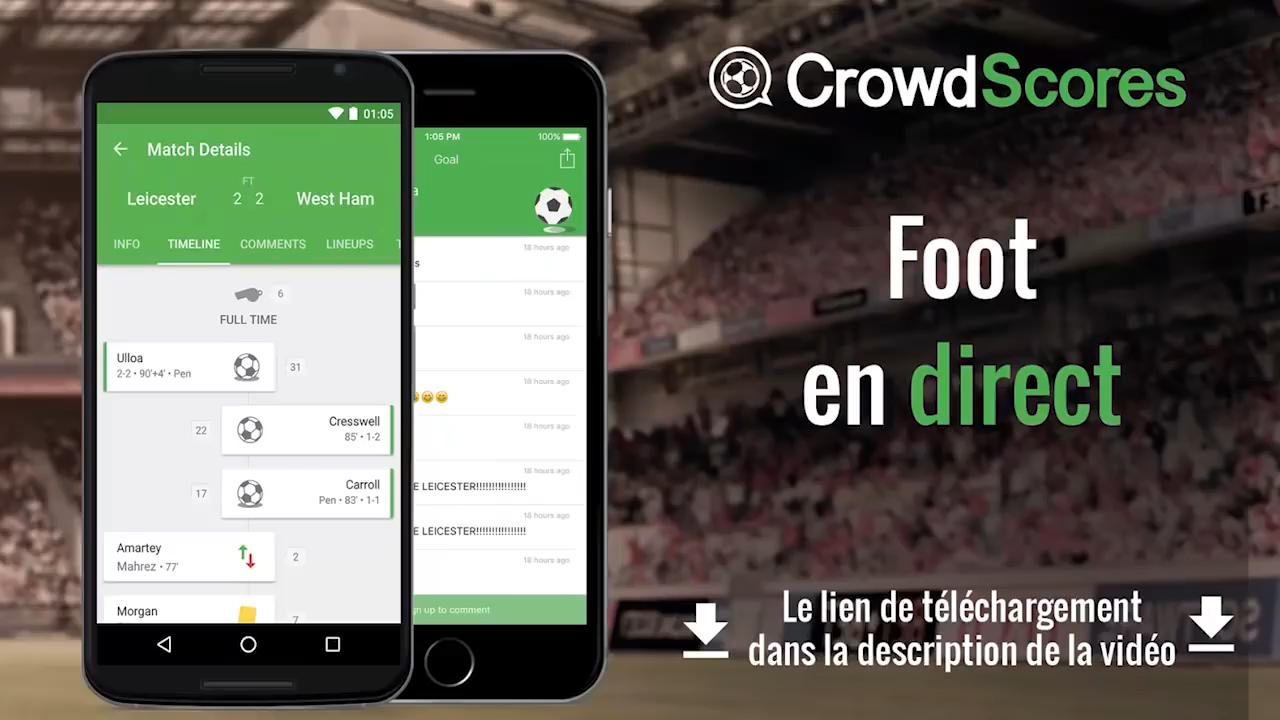 01:05
Match Details
FT
Leicester 2 2 West Ham
INFO TIMELINE COMMENTS LINEUPS
6
FULL TIME
Ulloa
2-2 • 90'+4' • Pen
31
Cresswell
85' • 1-2
22
Carroll
Pen • 83' • 1-1
17
Amartey
Mahrez • 77'
2
Morgan
7
1:05 PM 100%
Goal
18 hours ago
18 hours ago
18 hours ago
18 hours ago
18 hours ago
18 hours ago
E LEICESTER!!!!!!!!!!!!!!!!
18 hours ago
E LEICESTER!!!!!!!!!!!!!!!!
18 hours ago
gn up to comment
CrowdScores
Foot
en direct
Le lien de téléchargement
dans la description de la vidéo